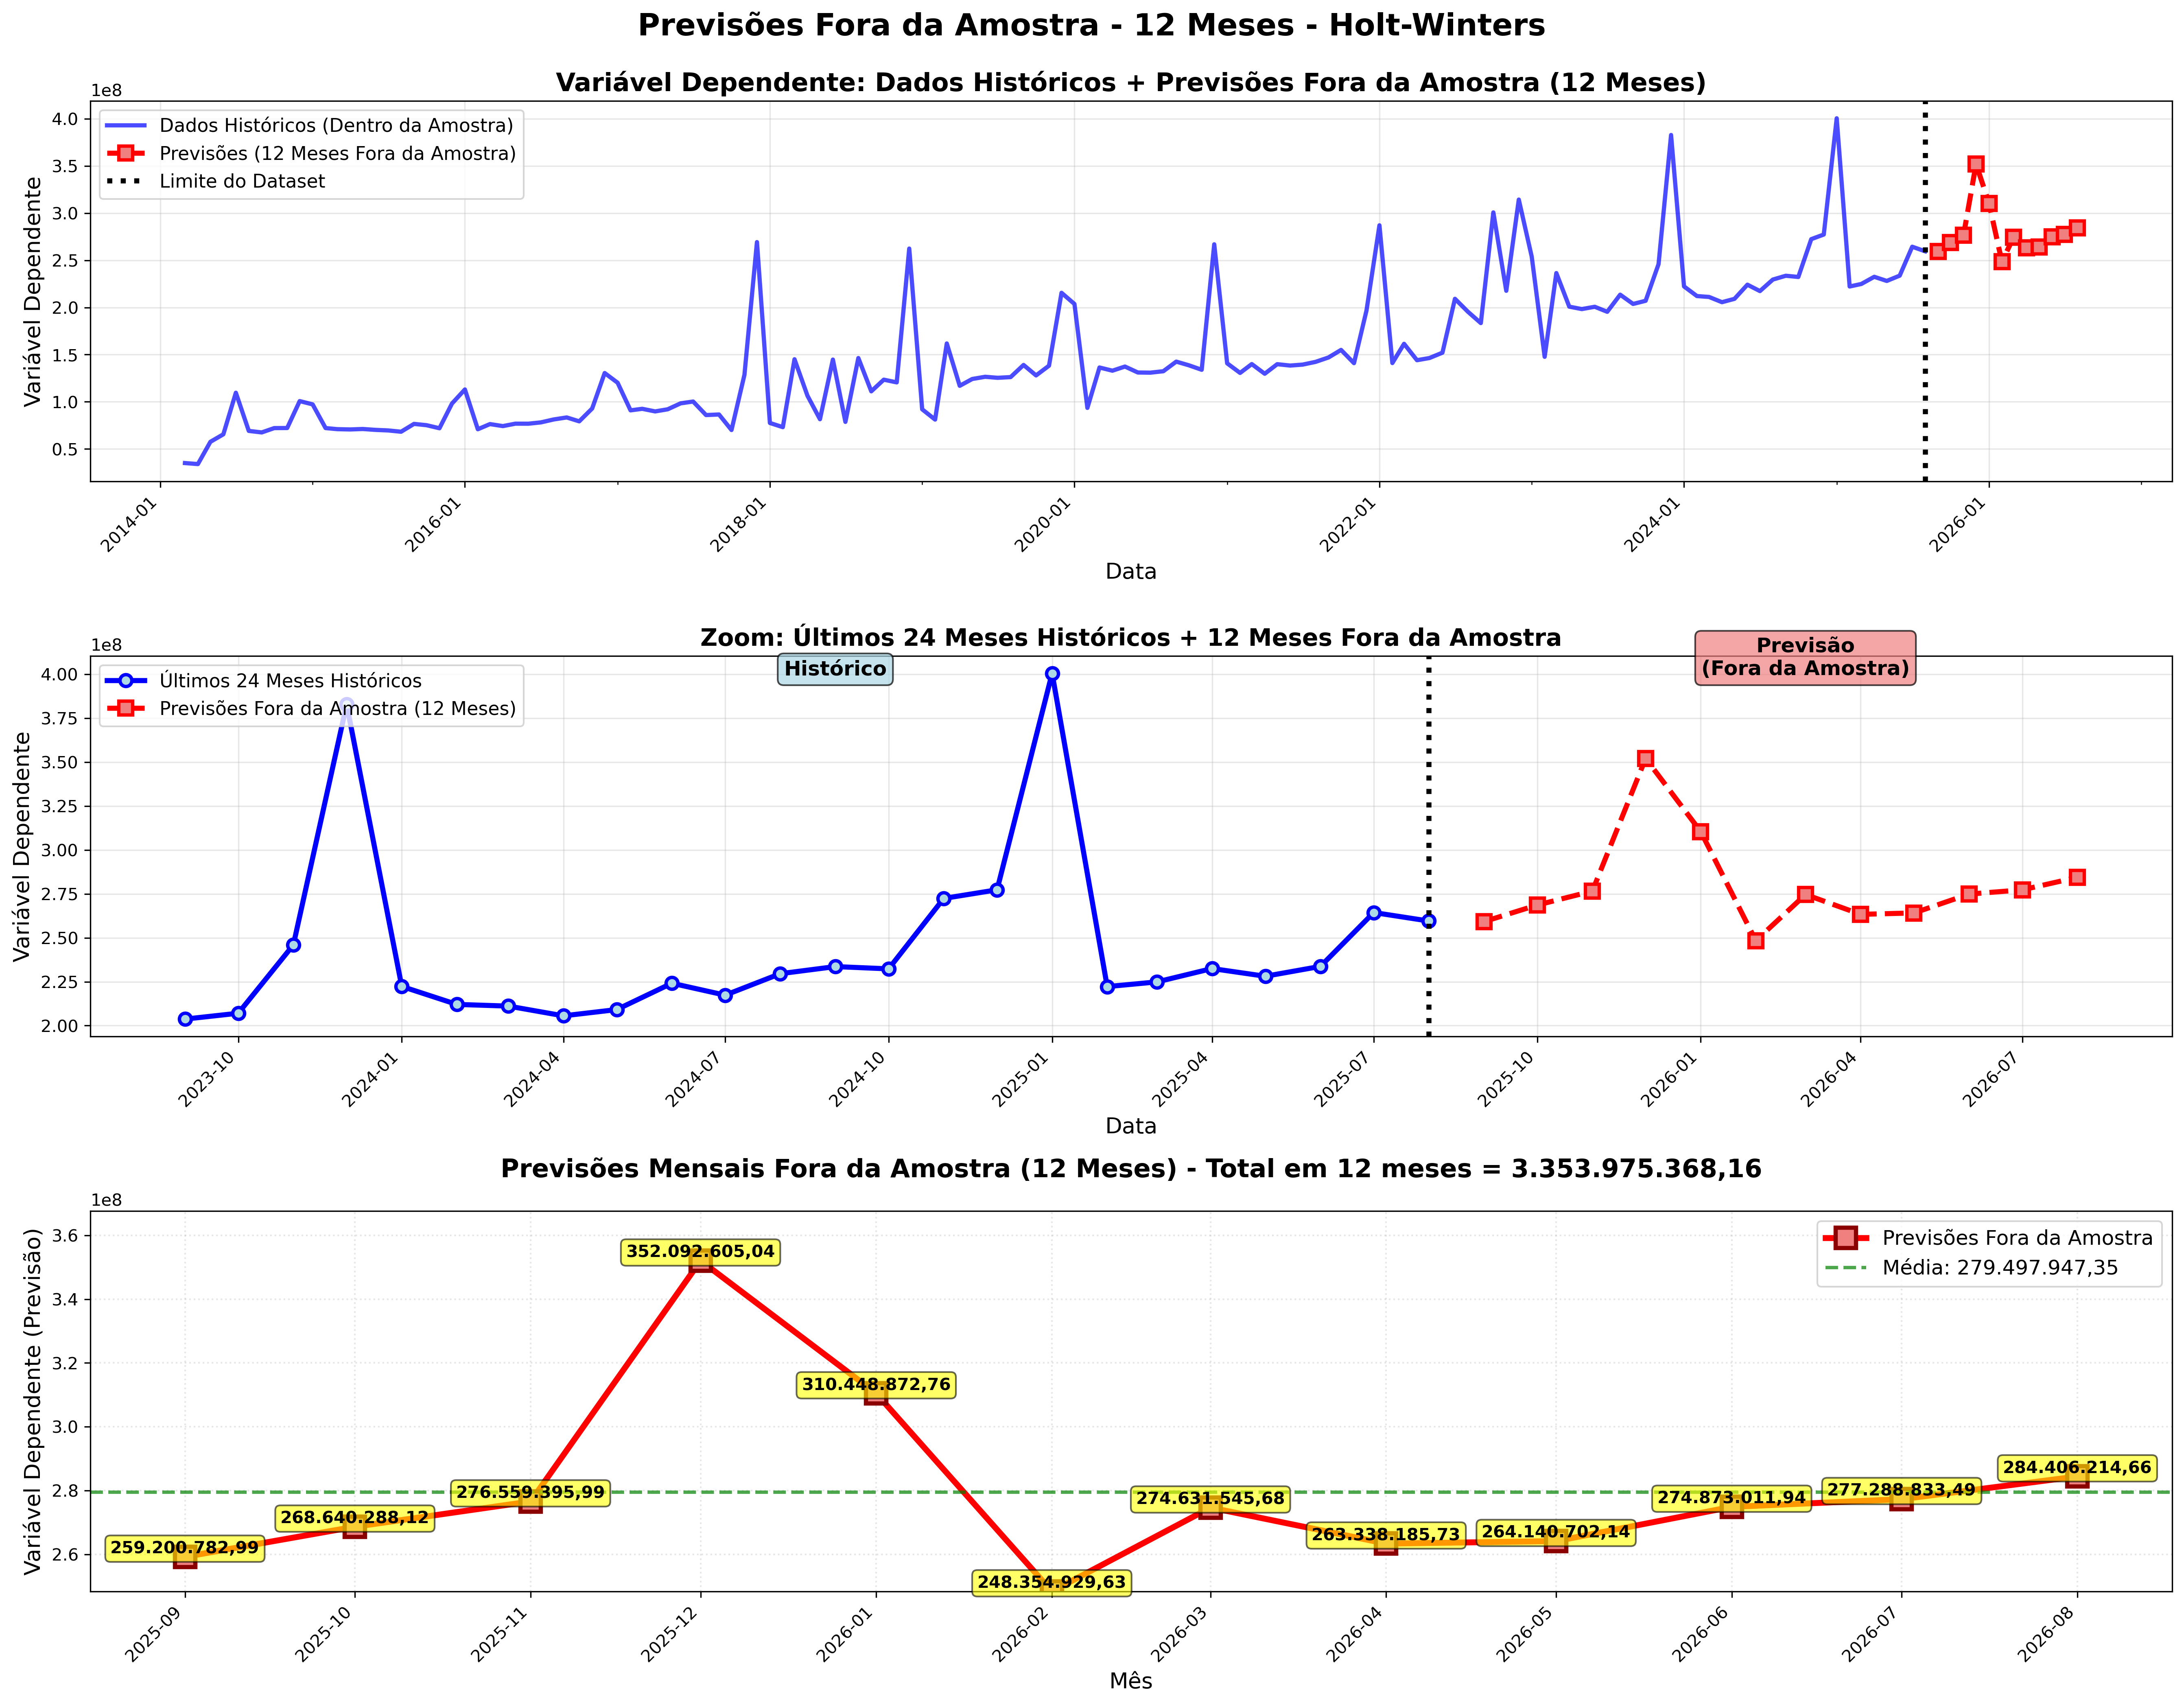 Previsões Fora da Amostra - 12 Meses - Holt-Winters
Variável Dependente: Dados Históricos + Previsões Fora da Amostra (12 Meses)
1e8
Dados Históricos (Dentro da Amostra)
Previsões (12 Meses Fora da Amostra)
Limite do Dataset
Variável Dependente
4.0
3.5
3.0
2.5
2.0
1.5
1.0
0.5
2014-01
2016-01
2018-01
2020-01
2022-01
2024-01
2026-01
Data
Zoom: Últimos 24 Meses Históricos + 12 Meses Fora da Amostra
1e8
Últimos 24 Meses Históricos
Previsões Fora da Amostra (12 Meses)
Histórico
Previsão
(Fora da Amostra)
Variável Dependente
4.00
3.75
3.50
3.25
3.00
2.75
2.50
2.25
2.00
2023-10
2024-01
2024-04
2024-07
2024-10
2025-01
2025-04
2025-07
2025-10
2026-01
2026-04
2026-07
Data
Previsões Mensais Fora da Amostra (12 Meses) - Total em 12 meses = 3.353.975.368,16
1e8
Previsões Fora da Amostra
Média: 279.497.947,35
Variável Dependente (Previsão)
3.6
3.4
3.2
3.0
2.8
2.6
259.200.782,99
268.640.288,12
276.559.395,99
352.092.605,04
310.448.872,76
248.354.929,63
274.631.545,68
263.338.185,73
264.140.702,14
274.873.011,94
277.288.833,49
284.406.214,66
2025-09
2025-10
2025-11
2025-12
2026-01
2026-02
2026-03
2026-04
2026-05
2026-06
2026-07
2026-08
Mês